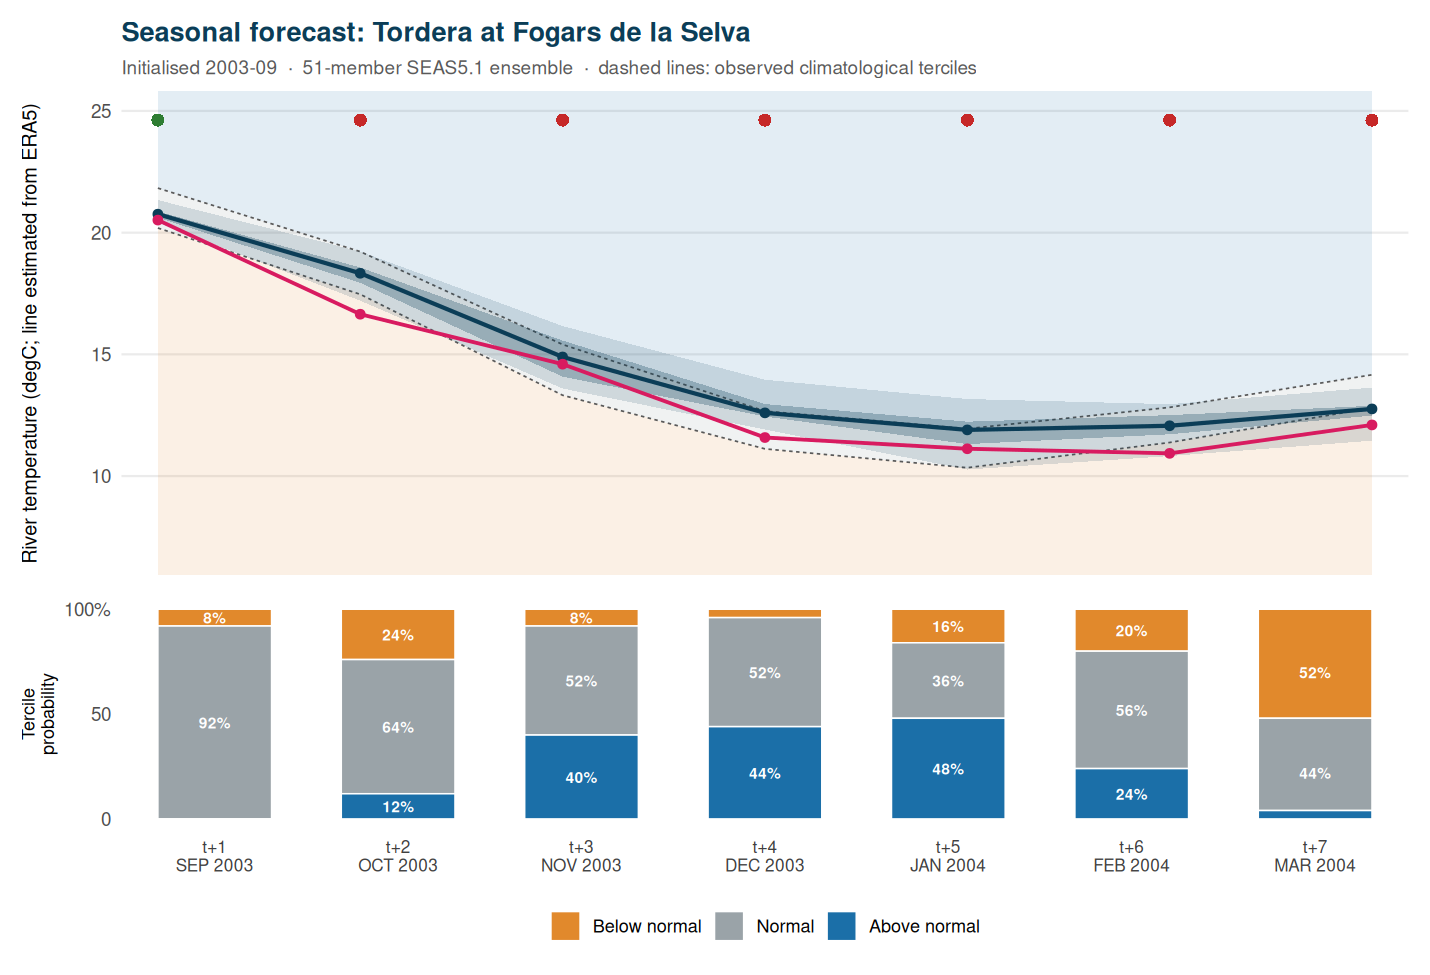 Seasonal forecast: Tordera at Fogars de la Selva
Initialised 2003-09 · 51-member SEAS5.1 ensemble · dashed lines: observed climatological terciles
River temperature (degC; line estimated from ERA5)
25
20
15
10
Tercile
probability
100%
50
0
8% 24% 8% 16% 20% 52%
92% 64% 52% 52% 36% 56% 44%
12% 40% 44% 48% 24%
t+1 t+2 t+3 t+4 t+5 t+6 t+7
SEP 2003 OCT 2003 NOV 2003 DEC 2003 JAN 2004 FEB 2004 MAR 2004
Below normal Normal Above normal